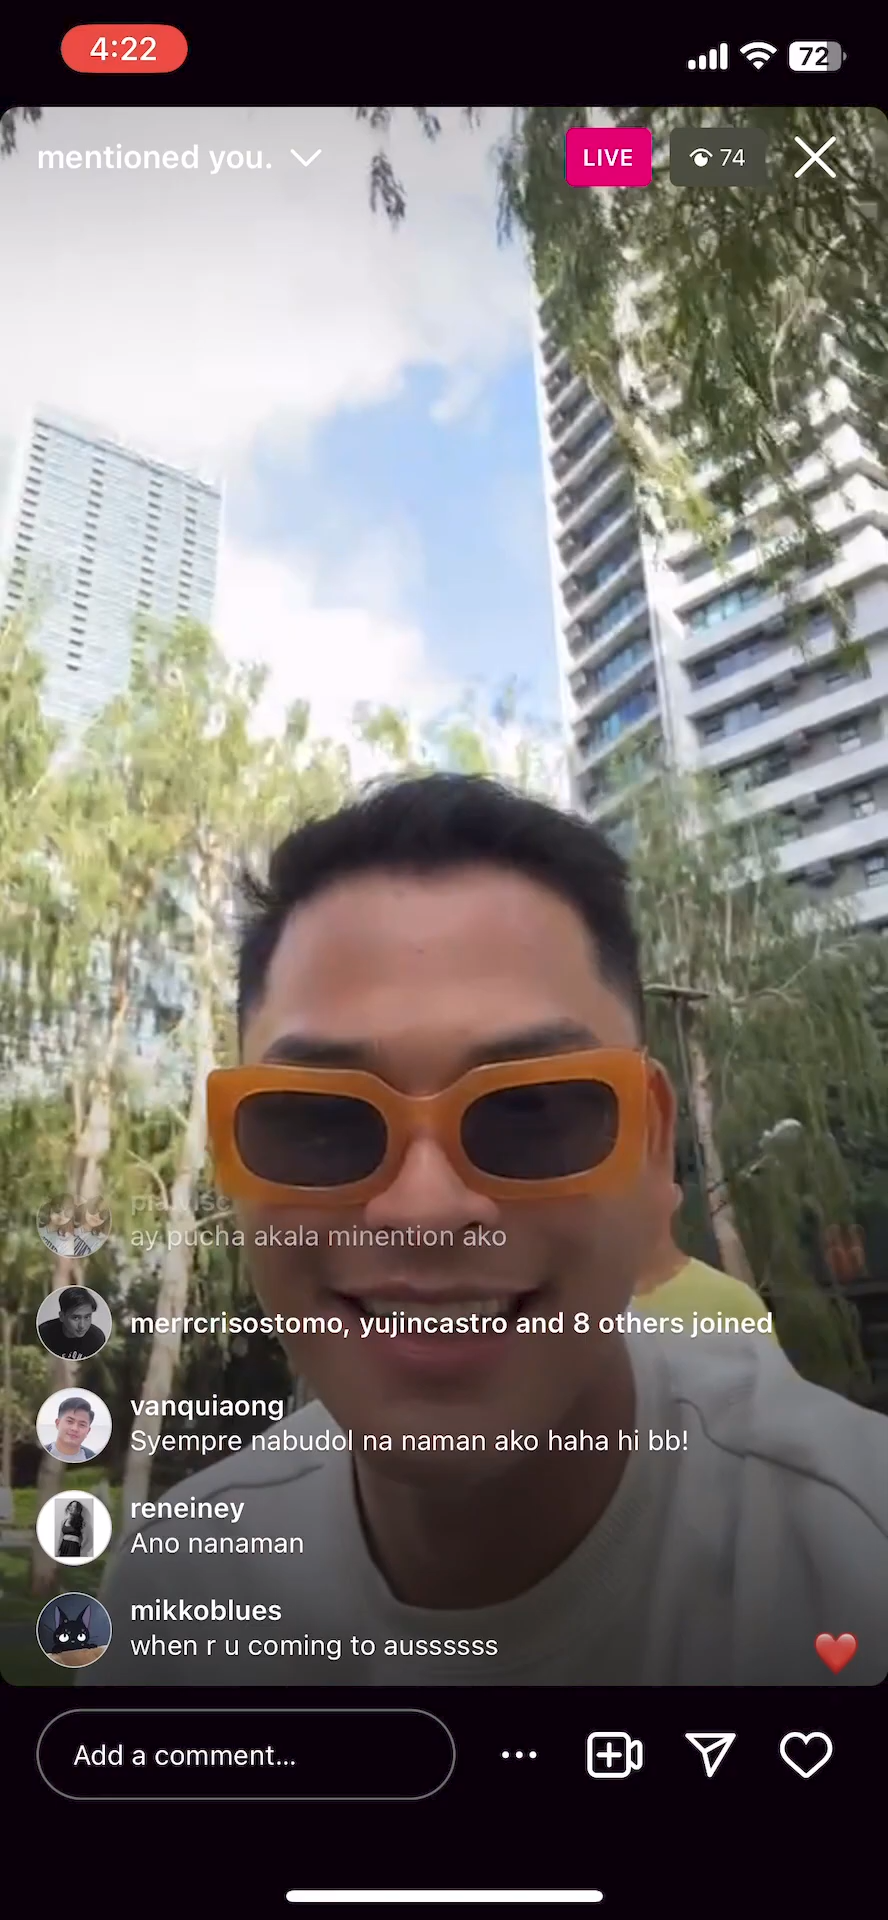 4:22
72
mentioned you.
LIVE
74
ay pucha akala minention ako
merrcrisostomo, yujincastro and 8 others joined
vanquiaong
Syempre nabudol na naman ako haha hi bb!
reneiney
Ano nanaman
mikkoblues
when r u coming to aussssss
Add a comment...